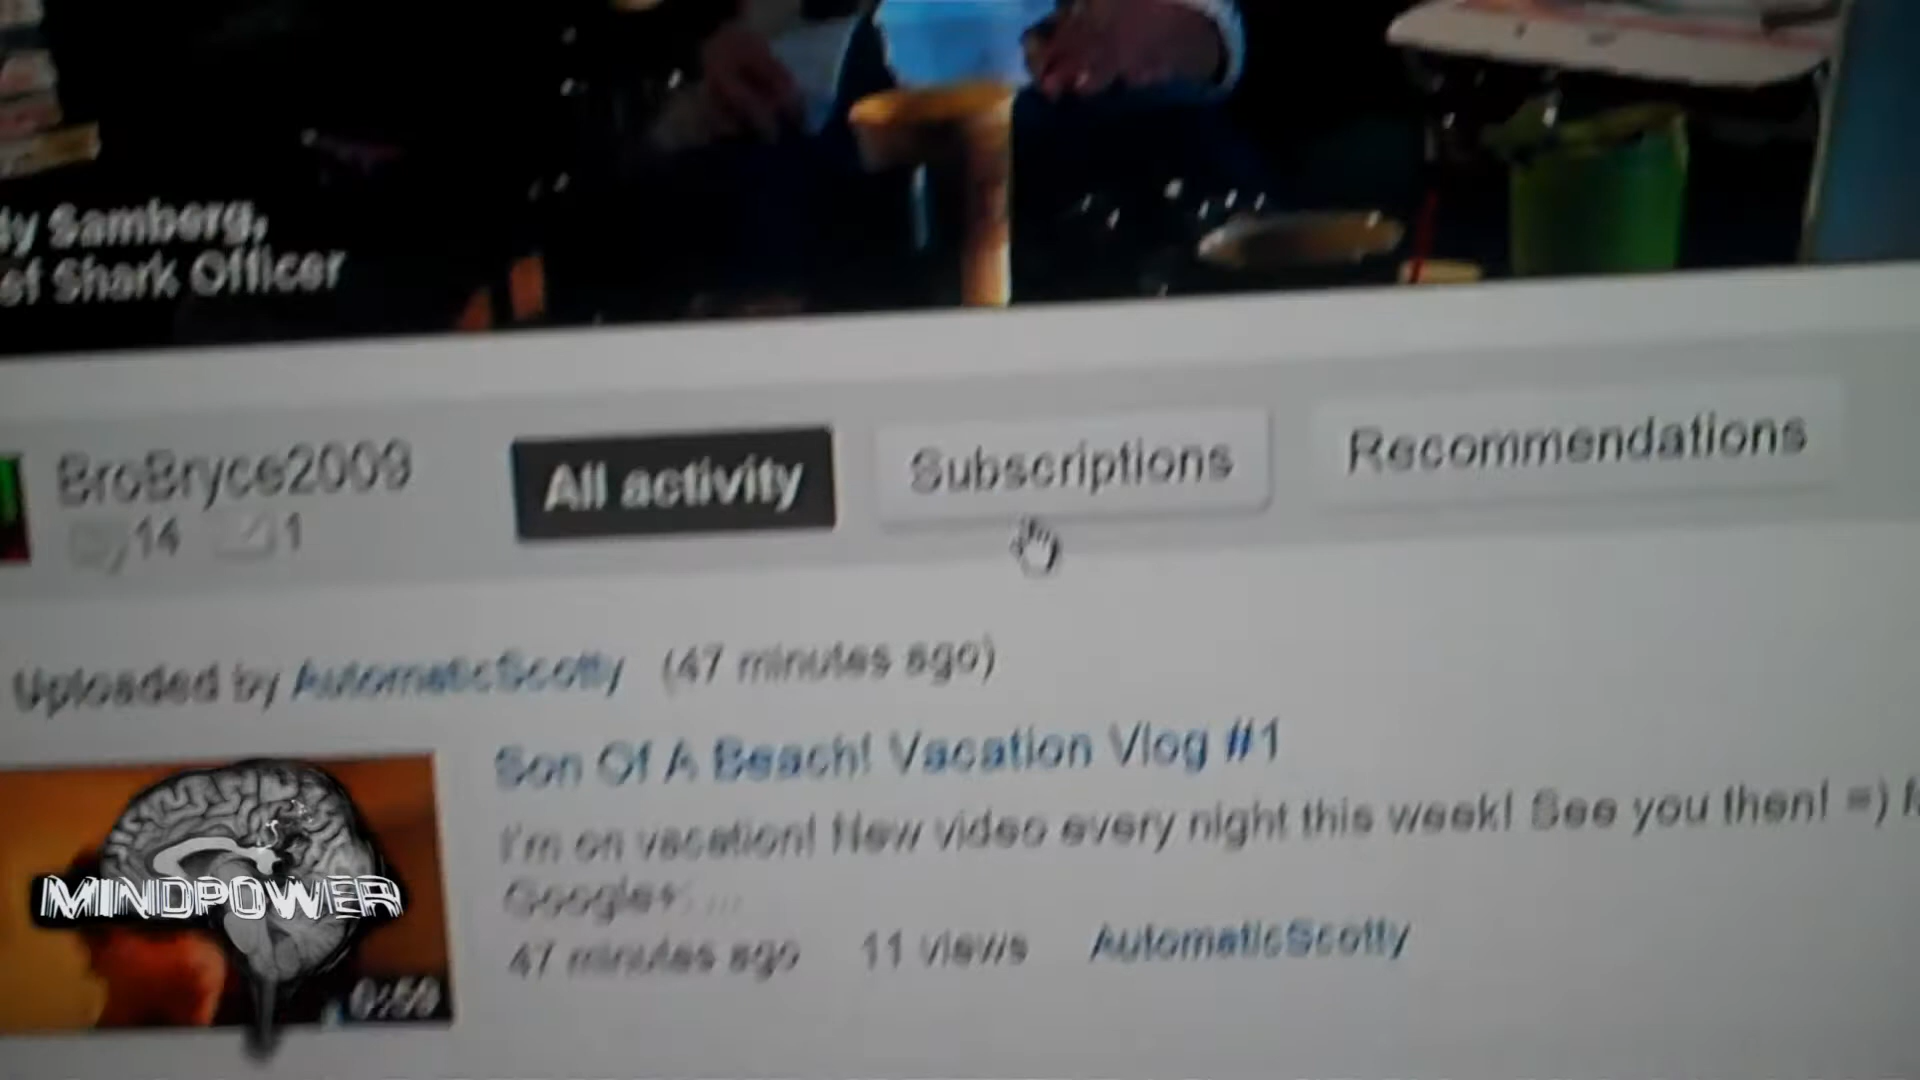 Samberg,
Shark Officer
BroBryce2009
14 1
All activity
Subscriptions
Recommendations
Uploaded by AutomaticScotty (47 minutes ago)
Son Of A Beach! Vacation Vlog #1
I'm on vacation! New video every night this week! See you then! =)
Google+: ...
47 minutes ago 11 views AutomaticScotty
MINDPOWER
0:59